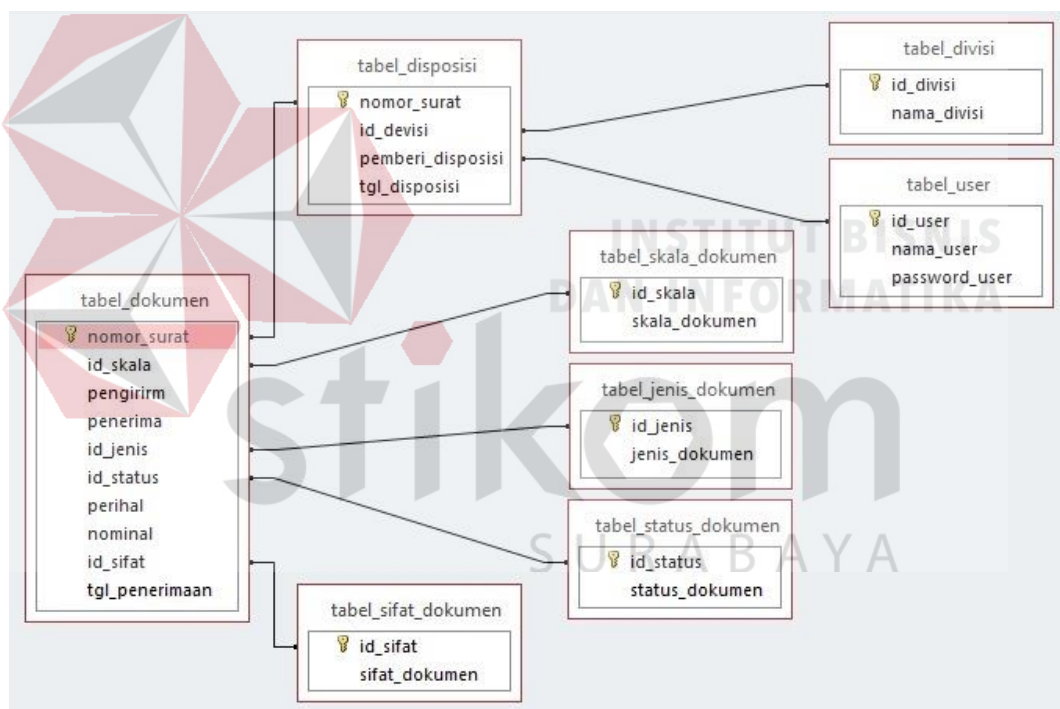 tabel_disposisi
nomor_surat
id_devisi
pemberi_disposisi
tgl_disposisi
tabel_divisi
id_divisi
nama_divisi
tabel_user
id_user
nama_user
password_user
tabel_dokumen
nomor_surat
id_skala
pengirirm
penerima
id_jenis
id_status
perihal
nominal
id_sifat
tgl_penerimaan
tabel_skala_dokumen
id_skala
skala_dokumen
tabel_jenis_dokumen
id_jenis
jenis_dokumen
tabel_status_dokumen
id_status
status_dokumen
tabel_sifat_dokumen
id_sifat
sifat_dokumen
INSTITUT BISNIS
DAN INFORMATIKA
stikom
SURABAYA